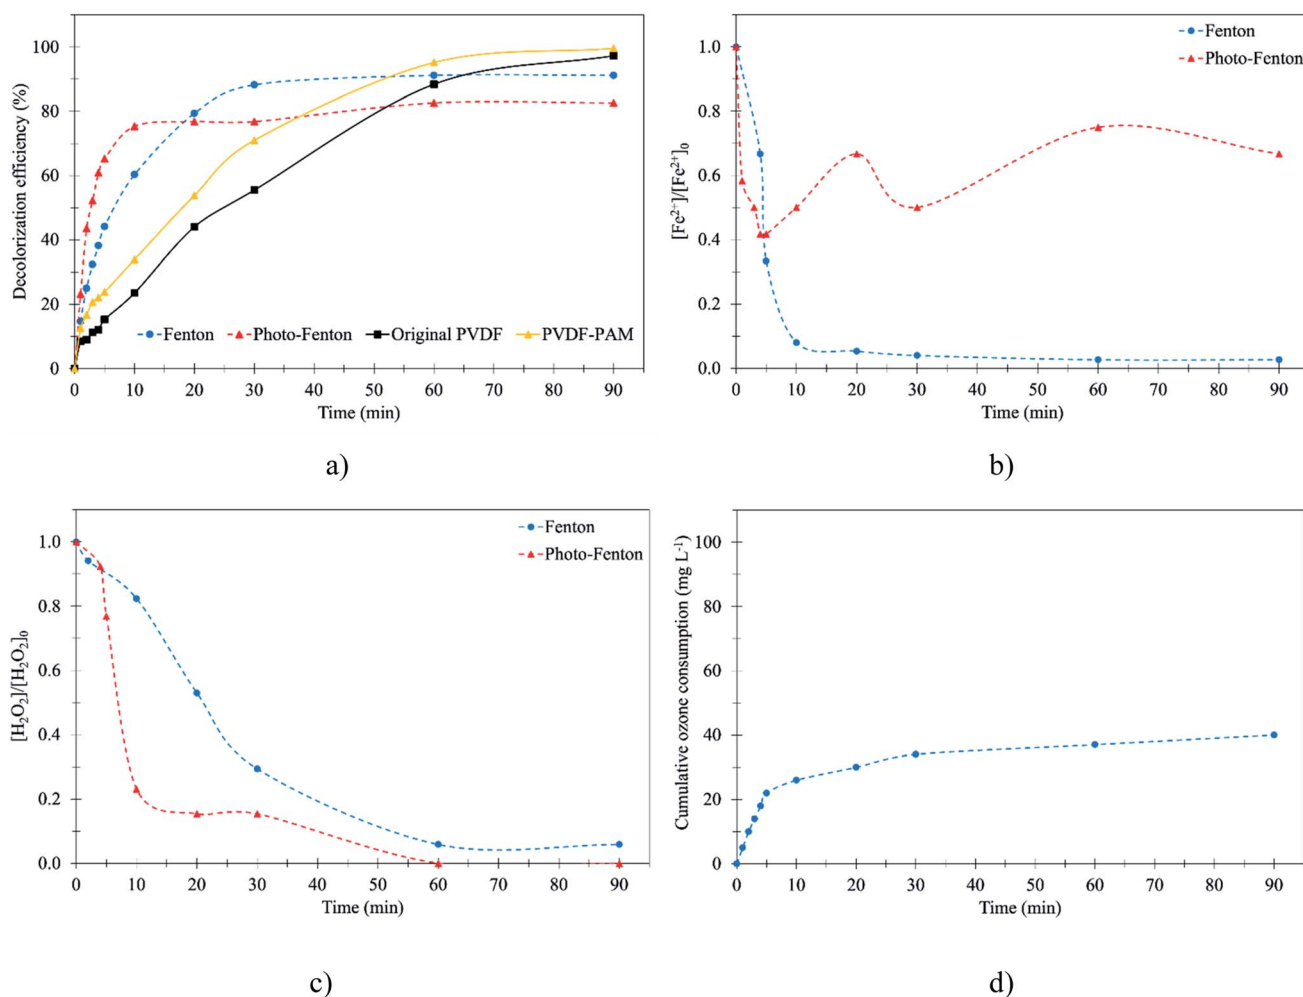 Decolorization efficiency (%)
100
80
60
40
20
0
Fenton Photo-Fenton Original PVDF PVDF-PAM
0 10 20 30 40 50 60 70 80 90
Time (min)
a)
[Fe²⁺]/[Fe²⁺]₀
Fenton
Photo-Fenton
1.0
0.8
0.6
0.4
0.2
0.0
0 10 20 30 40 50 60 70 80 90
Time (min)
b)
[H₂O₂]/[H₂O₂]₀
Fenton
Photo-Fenton
1.0
0.8
0.6
0.4
0.2
0.0
0 10 20 30 40 50 60 70 80 90
Time (min)
c)
Cumulative ozone consumption (mg L⁻¹)
100
80
60
40
20
0
0 10 20 30 40 50 60 70 80 90
Time (min)
d)